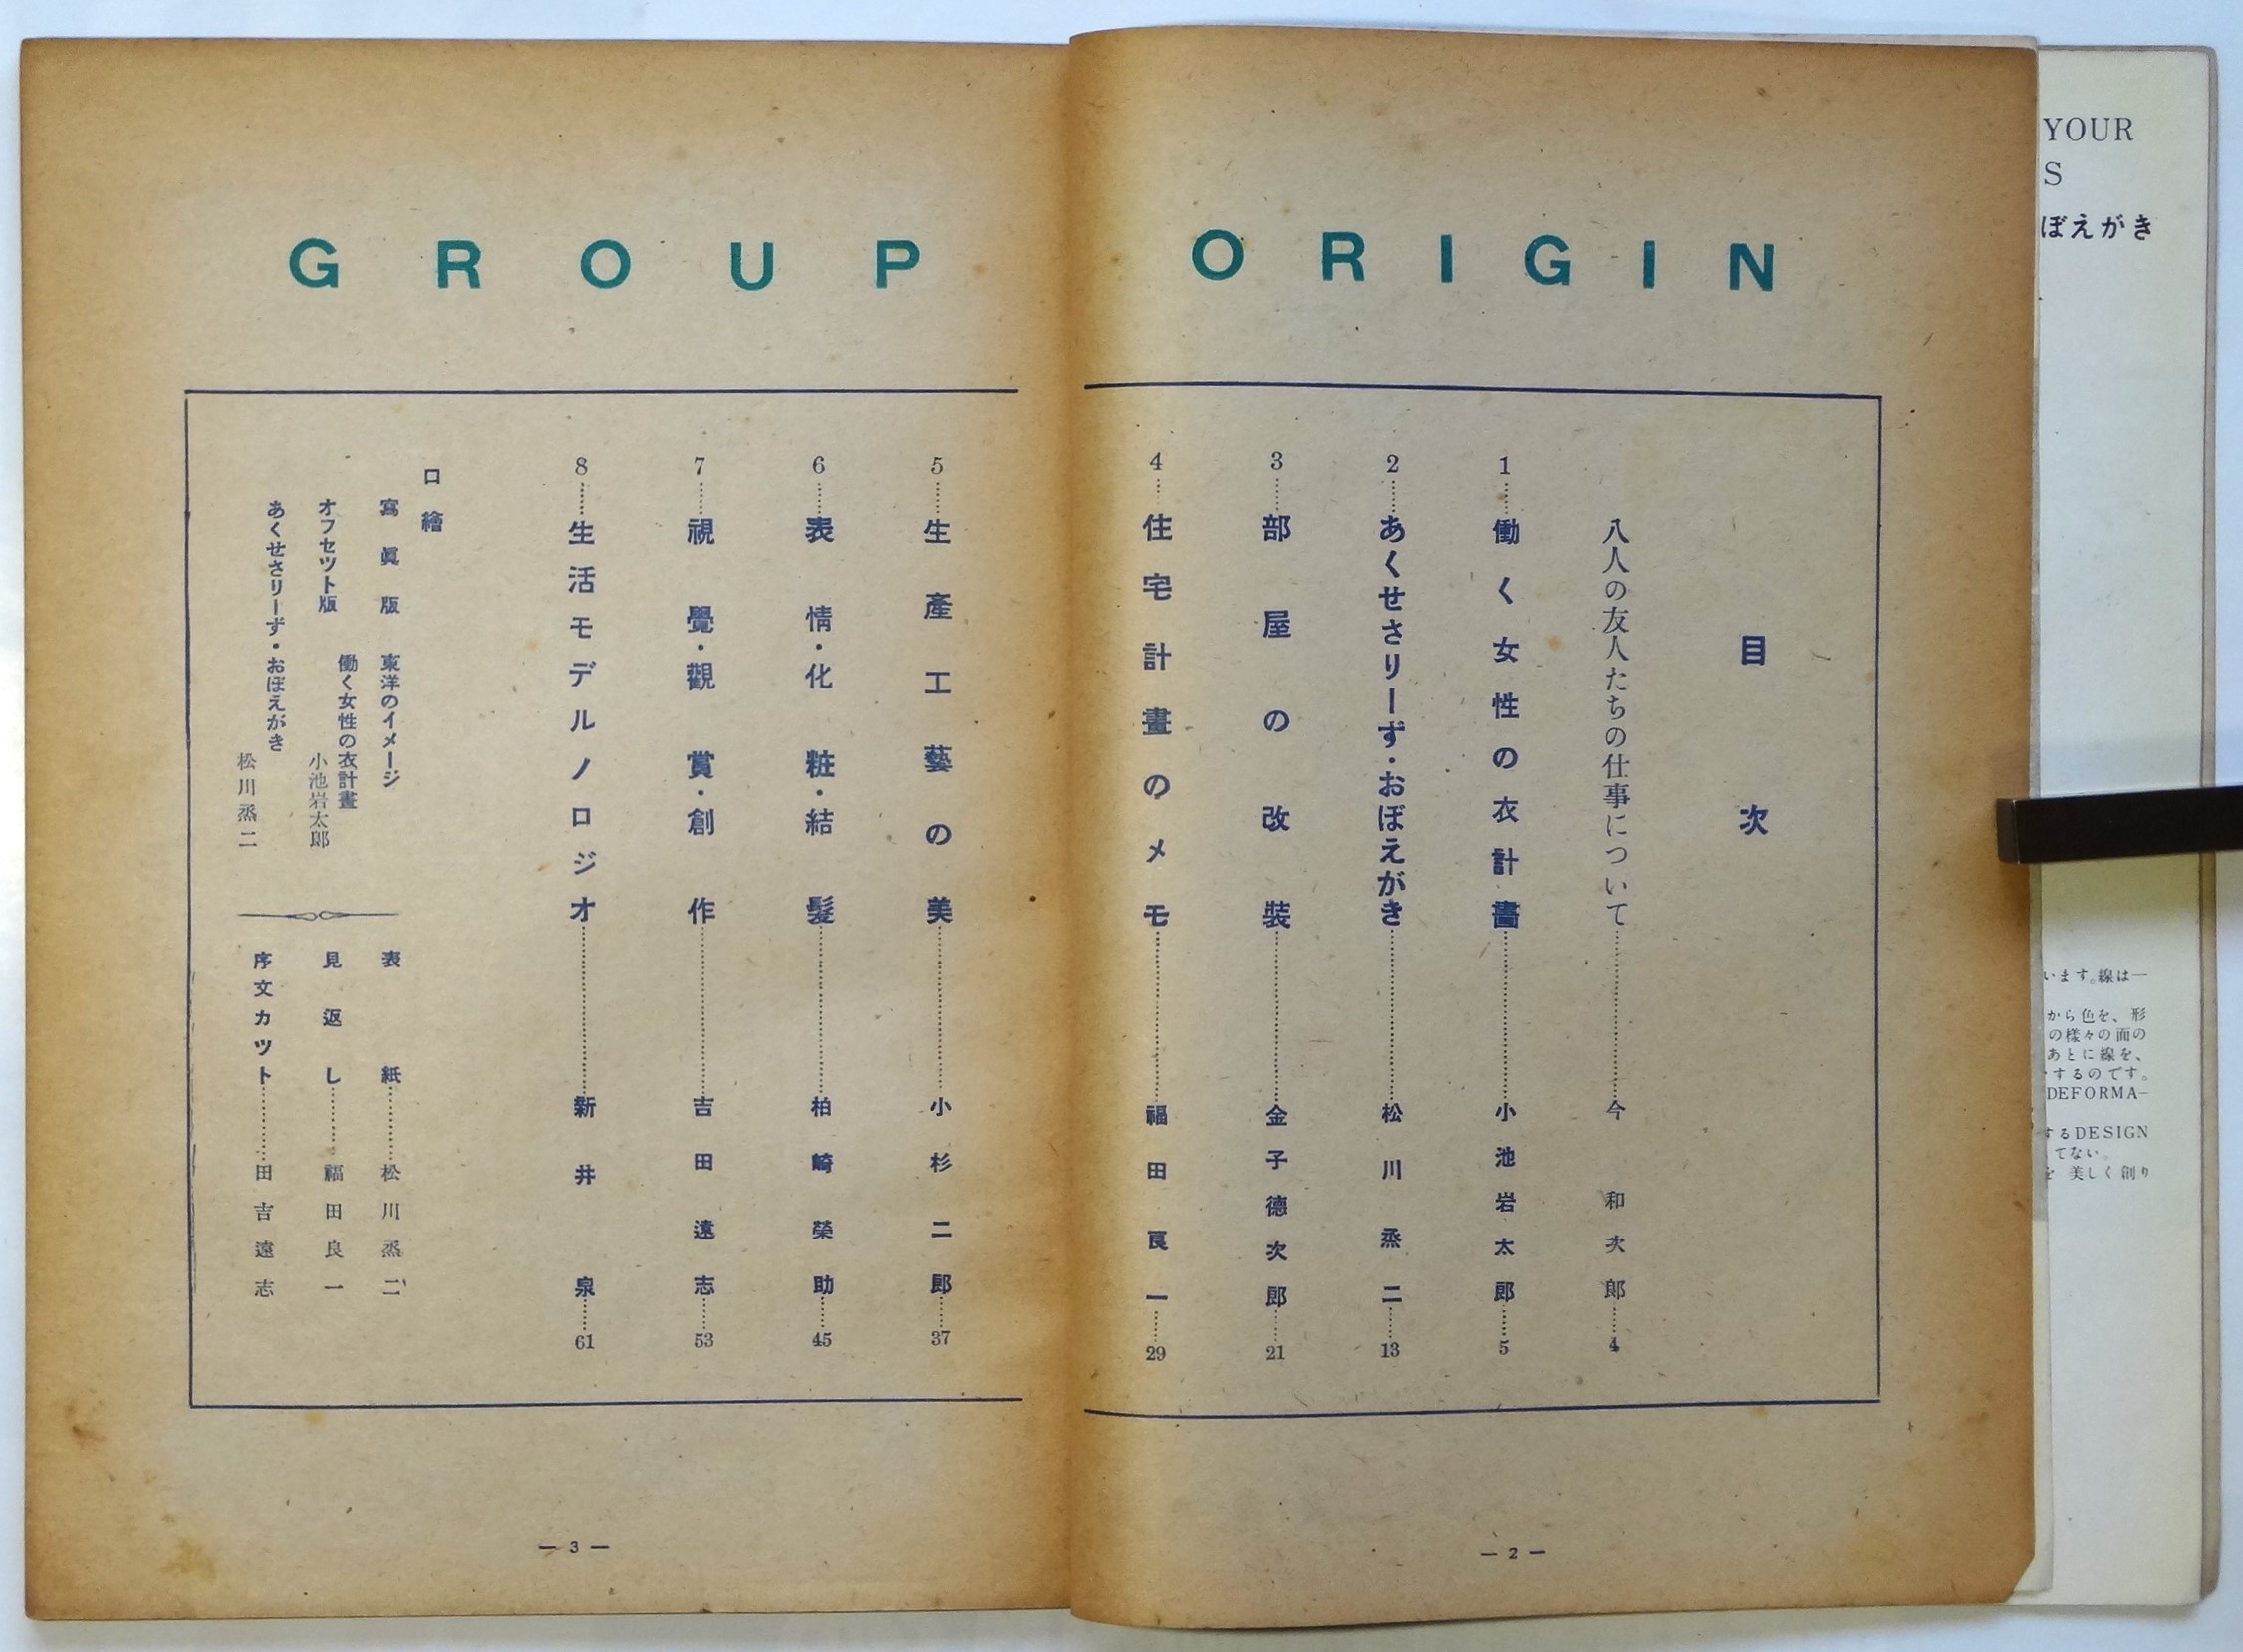 GROUP ORIGIN
目次
八人の友人たちの仕事について……今 和次郎……4
1……働く女性の衣計畫……小池岩太郎……5
2……あくせさりーず・おぼえがき……松川烝二……13
3……部屋の改装……金子德次郎……21
4……住宅計畫のメモ……福田良一……29
5……生産工藝の美……小杉二郎……37
6……表情・化粧・結髪……柏崎榮助……45
7……視覺・觀賞・創作……吉田遠志……53
8……生活モデルノロジオ……新井 泉……61
口繪
寫眞版 東洋のイメージ
オフセツト版 働く女性の衣計畫
小池岩太郎
あくせさりーず・おぼえがき
松川烝二
表紙……松川烝二
見返し……福田良一
序文カツト……田吉遠志
— 2 —
— 3 —
YOUR
S
ぼえがき
います。線は一
から色を、形
の様々の面の
あとに線を、
するのです。
DEFORMA-
するDESIGN
てない。
を 美しく創り